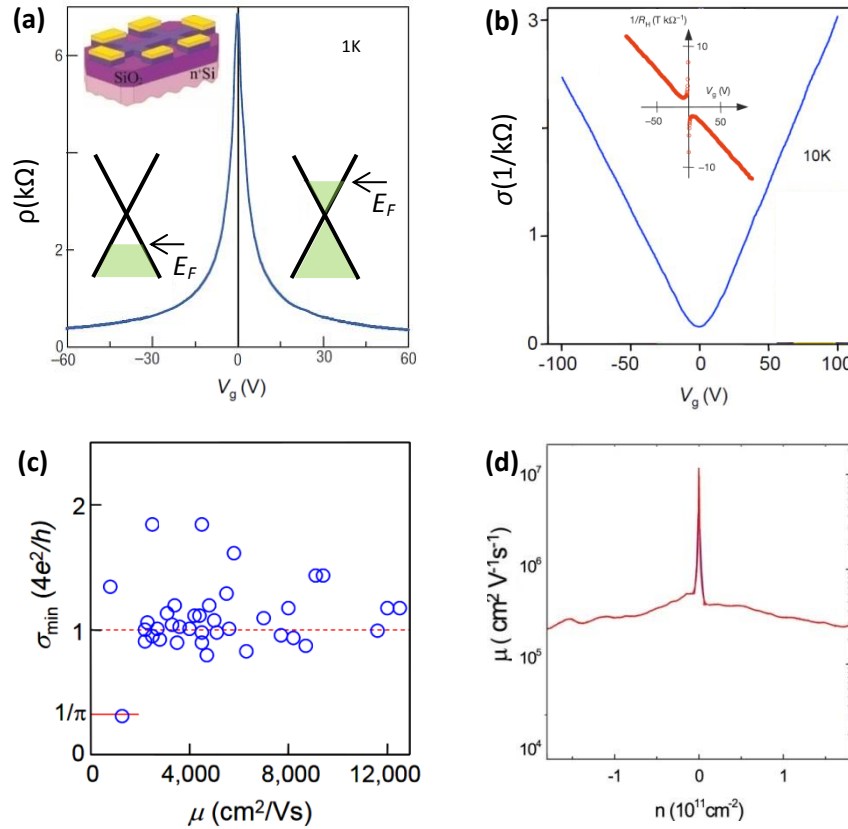 (a)
6
2
0
ρ(kΩ)
SiO₂
n⁺Si
1K
E_F
E_F
–60
–30
0
30
60
V_g (V)
(b)
3
2
1
0
σ(1/kΩ)
1/R_H (T kΩ⁻¹)
10
V_g (V)
–50
50
–10
10K
-100
-50
0
50
100
V_g (V)
(c)
2
1
1/π
0
σ_min (4e²/h)
0
4,000
8,000
12,000
μ (cm²/Vs)
(d)
10⁷
10⁶
10⁵
10⁴
μ ( cm² V⁻¹s⁻¹)
-1
0
1
n (10¹¹cm⁻²)